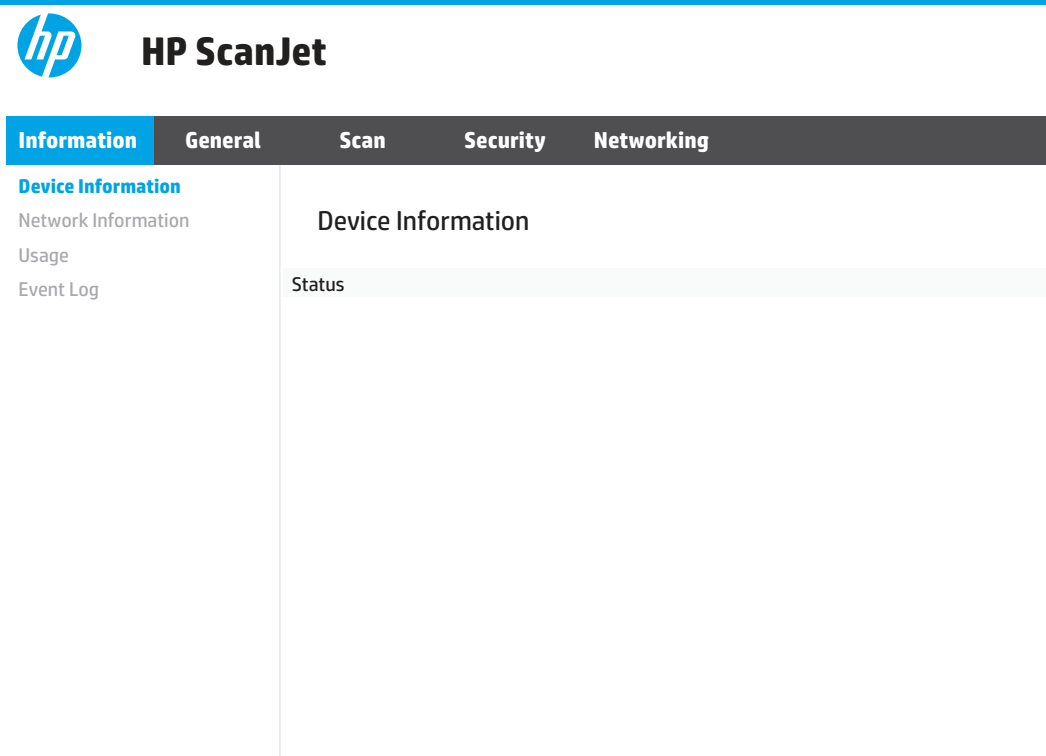 hp
HP ScanJet
Information General Scan Security Networking
Device Information
Network Information
Usage
Event Log
Device Information
Status